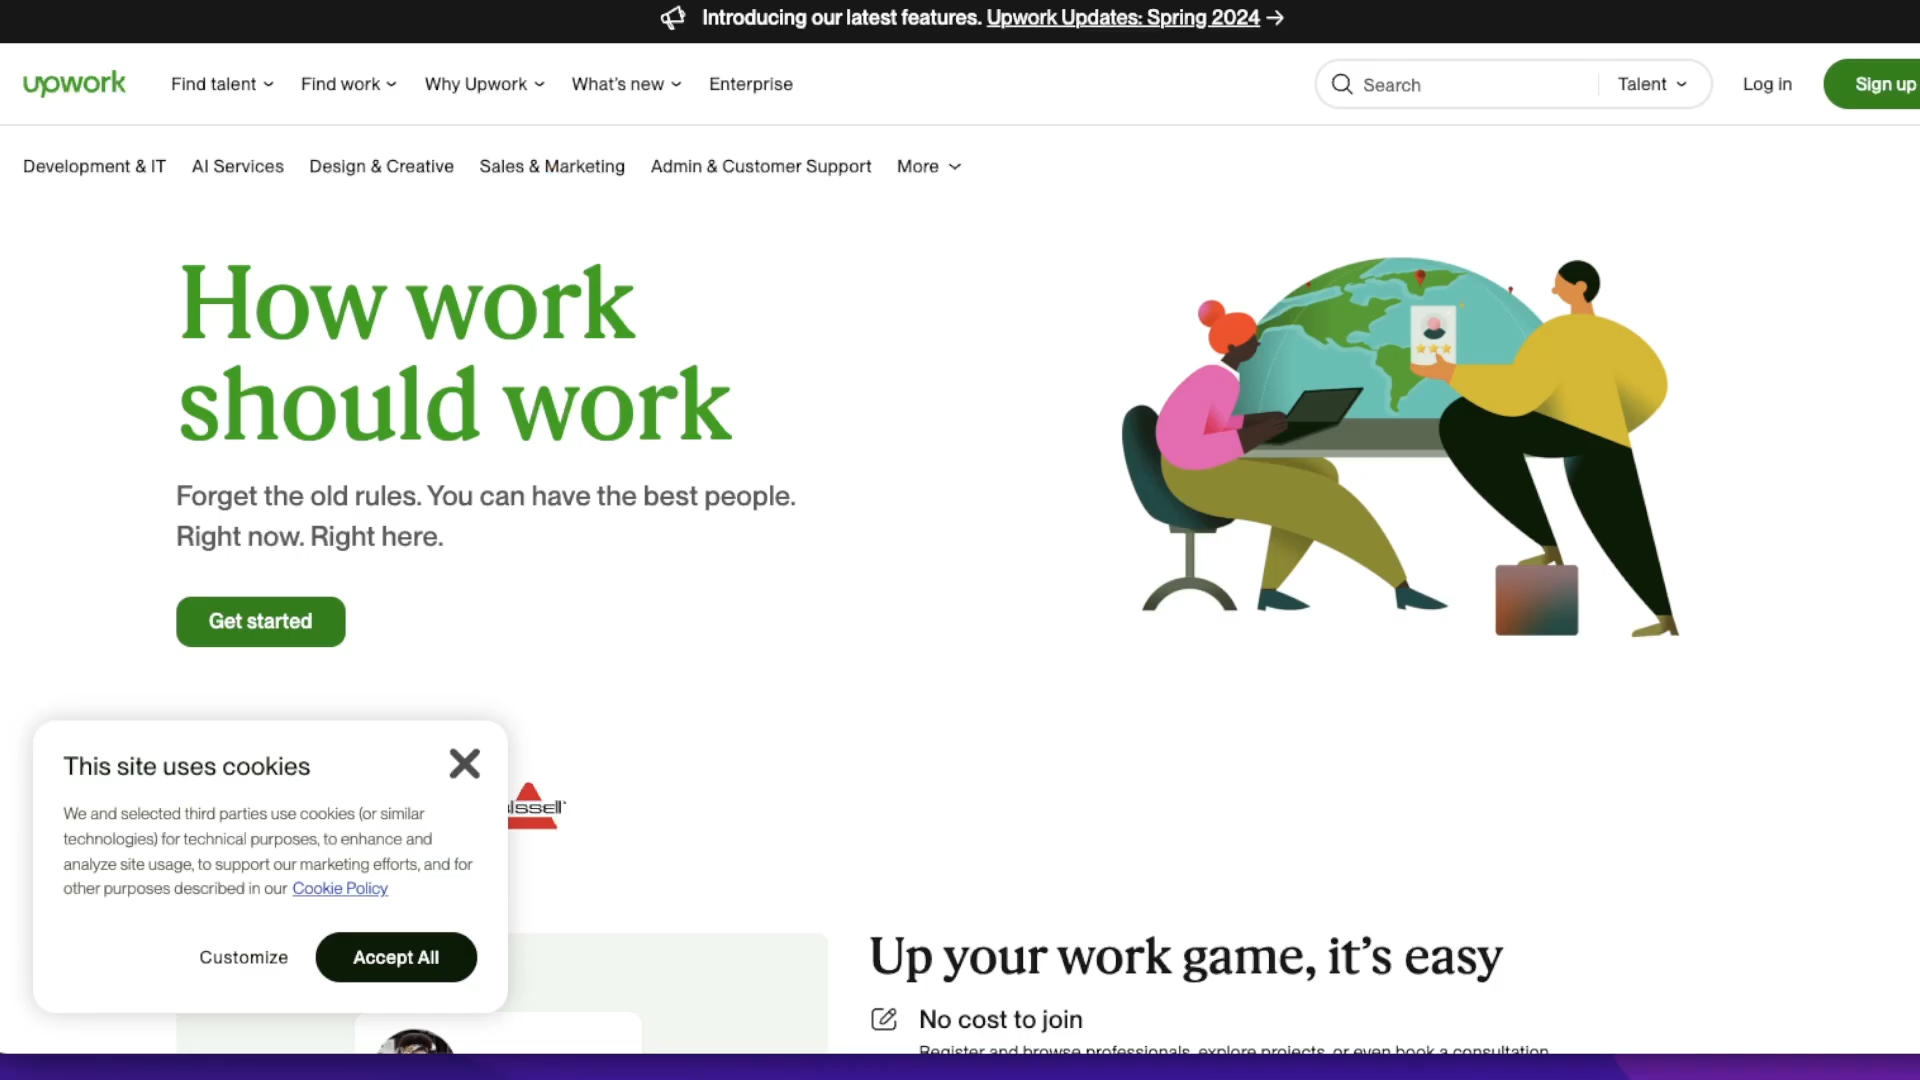 Introducing our latest features. Upwork Updates: Spring 2024 →
upwork
Find talent
Find work
Why Upwork
What's new
Enterprise
Search
Talent
Log in
Sign up
Development & IT
AI Services
Design & Creative
Sales & Marketing
Admin & Customer Support
More
How work
should work
Forget the old rules. You can have the best people.
Right now. Right here.
Get started
This site uses cookies
We and selected third parties use cookies (or similar
technologies) for technical purposes, to enhance and
analyze site usage, to support our marketing efforts, and for
other purposes described in our Cookie Policy
Customize
Accept All
issell
Up your work game, it's easy
No cost to join
Register and browse professionals, explore projects, or even book a consultation.